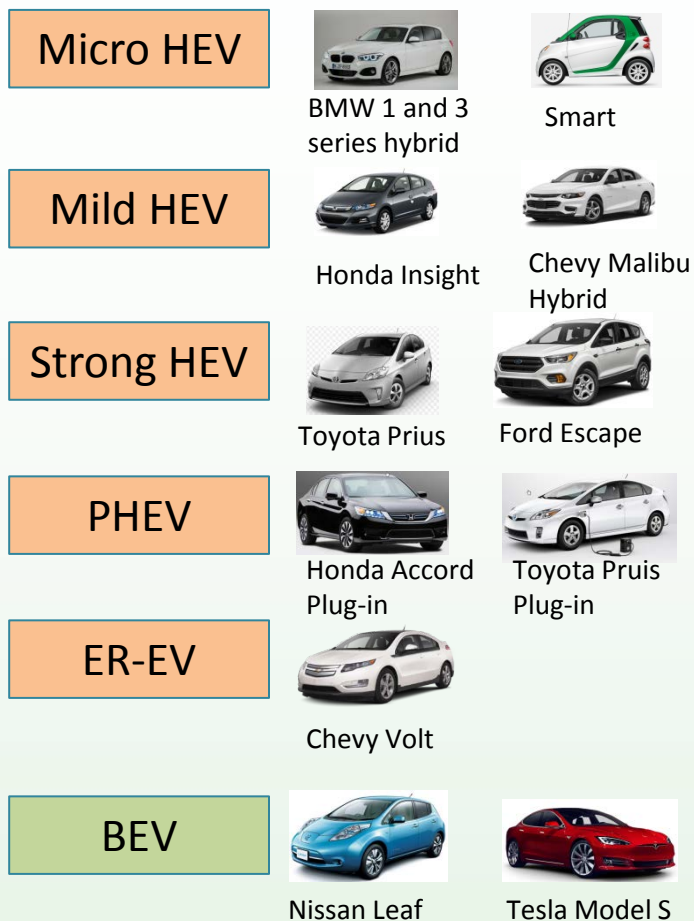 Micro HEV
BMW 1 and 3
series hybrid
Smart
Mild HEV
Honda Insight
Chevy Malibu
Hybrid
Strong HEV
Toyota Prius
Ford Escape
PHEV
Honda Accord
Plug-in
Toyota Pruis
Plug-in
ER-EV
Chevy Volt
BEV
Nissan Leaf
Tesla Model S